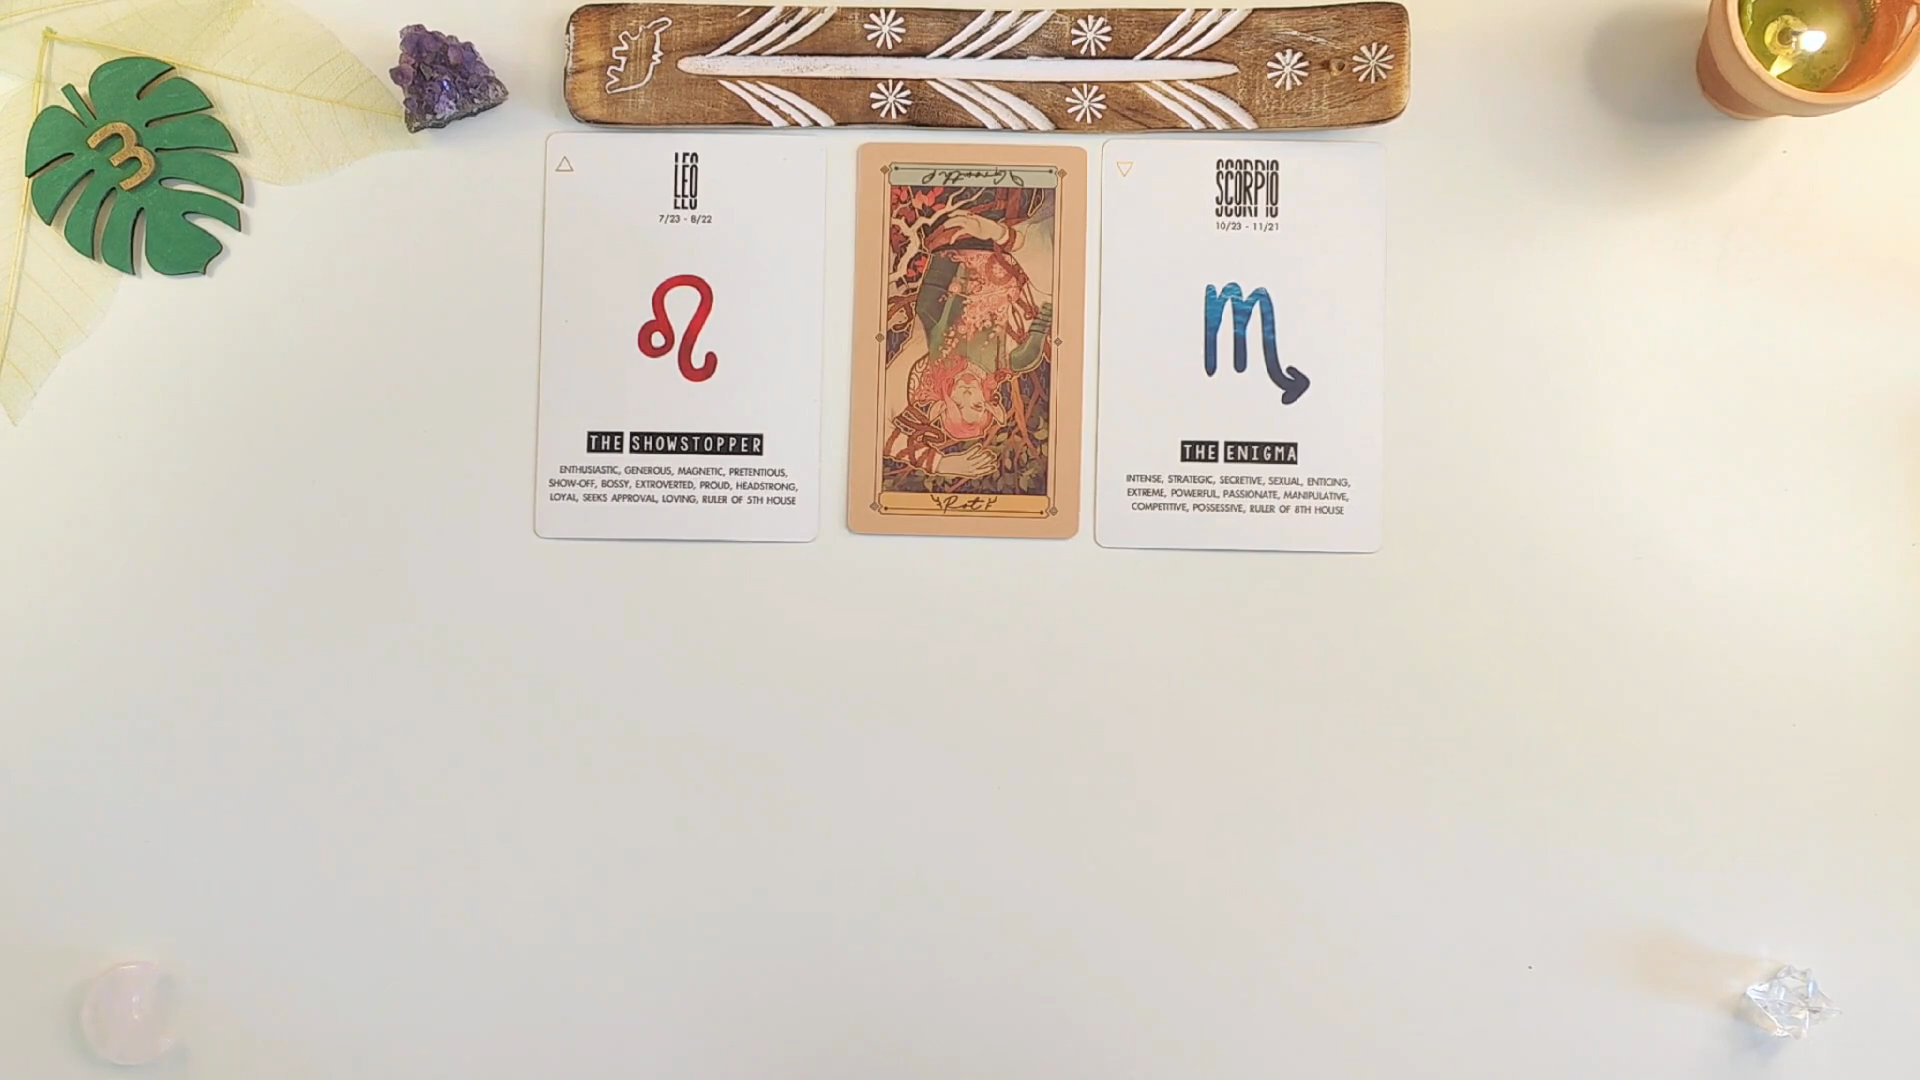 3
LEO
7/23 - 8/22
THE SHOWSTOPPER
ENTHUSIASTIC, GENEROUS, MAGNETIC, PRETENTIOUS,
SHOW-OFF, BOSSY, EXTROVERTED, PROUD, HEADSTRONG,
LOYAL, SEEKS APPROVAL, LOVING, RULER OF 5TH HOUSE
Growth
Rot
SCORPIO
10/23 - 11/21
THE ENIGMA
INTENSE, STRATEGIC, SECRETIVE, SEXUAL, ENTICING,
EXTREME, POWERFUL, PASSIONATE, MANIPULATIVE,
COMPETITIVE, POSSESSIVE, RULER OF 8TH HOUSE